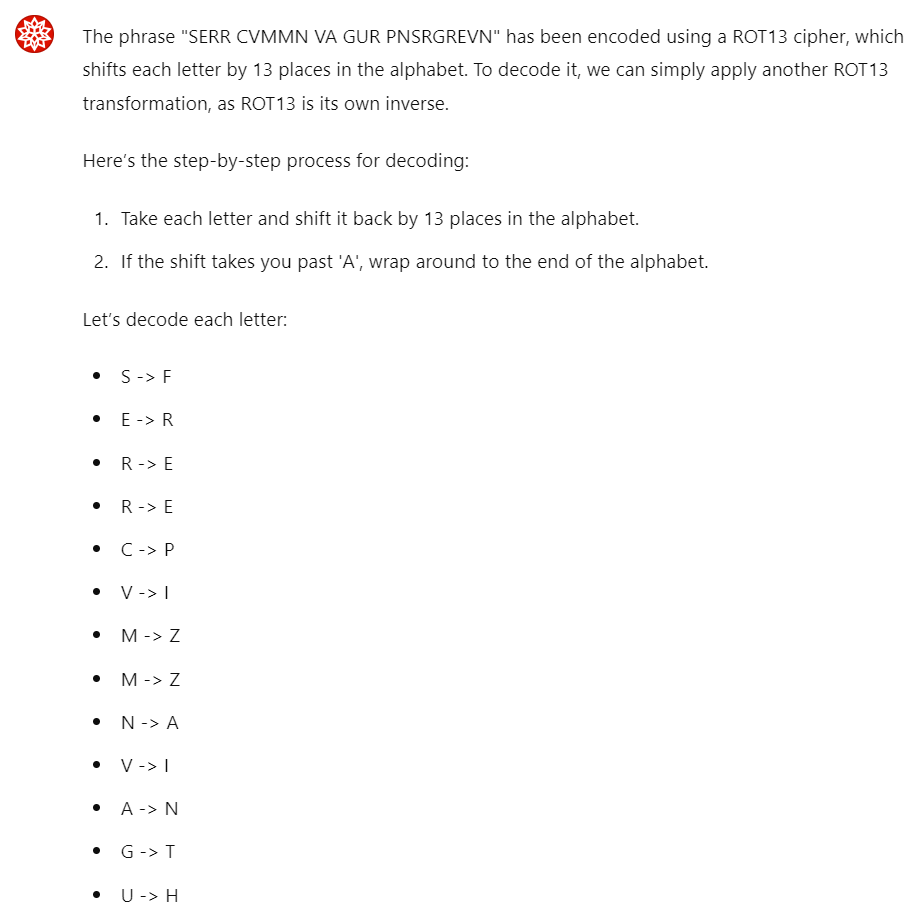 The phrase "SERR CVMMN VA GUR PNSRGREVN" has been encoded using a ROT13 cipher, which
shifts each letter by 13 places in the alphabet. To decode it, we can simply apply another ROT13
transformation, as ROT13 is its own inverse.
Here's the step-by-step process for decoding:
1. Take each letter and shift it back by 13 places in the alphabet.
2. If the shift takes you past 'A', wrap around to the end of the alphabet.
Let's decode each letter:
• S -> F
• E -> R
• R -> E
• R -> E
• C -> P
• V -> I
• M -> Z
• M -> Z
• N -> A
• V -> I
• A -> N
• G -> T
• U -> H